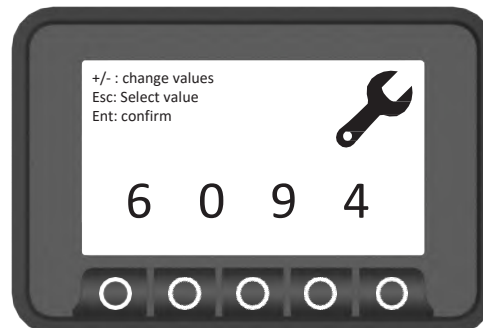 +/- : change values
Esc: Select value
Ent: confirm
6 0 9 4